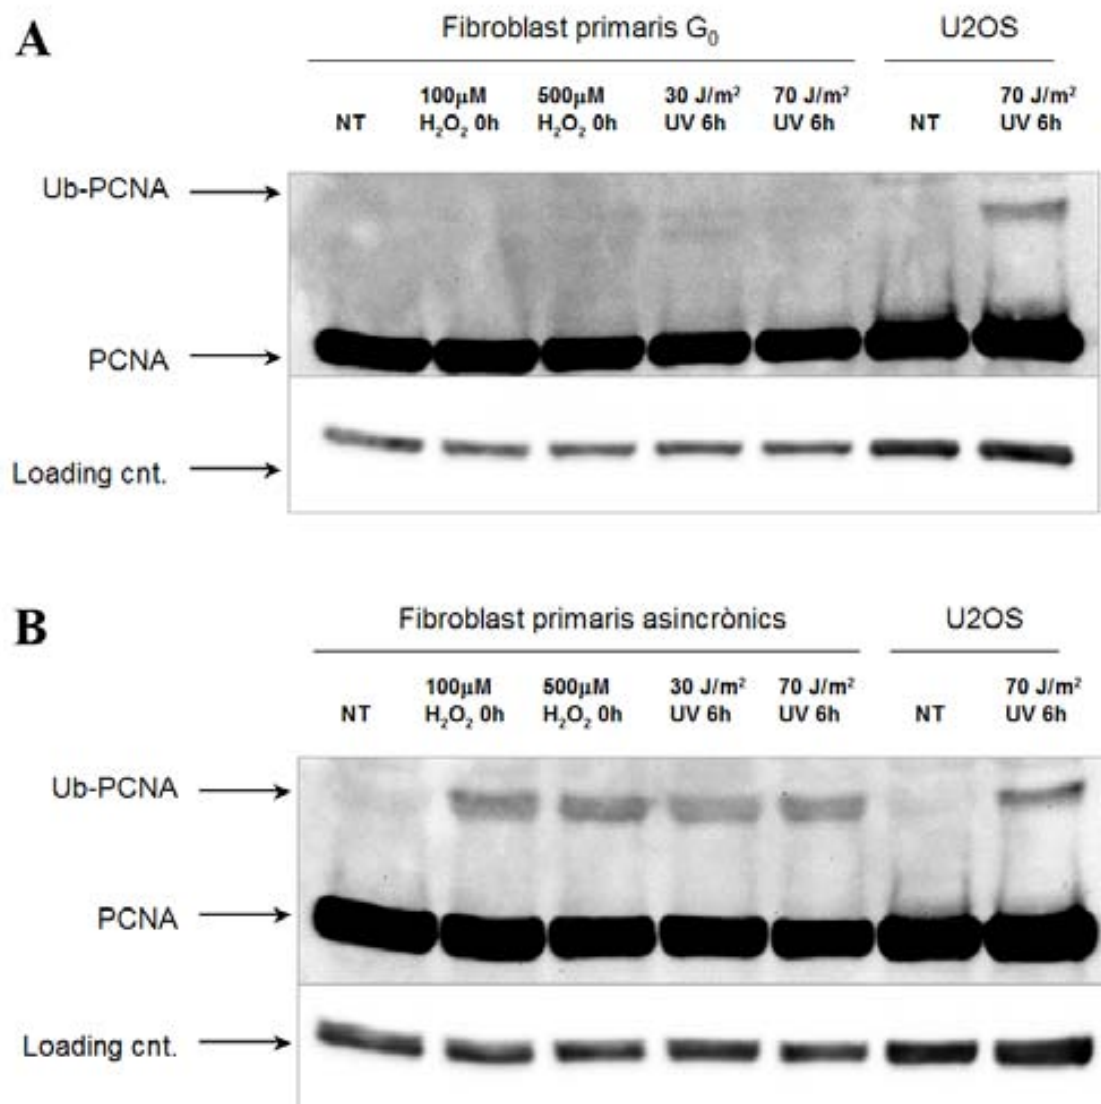 A
Fibroblast primaris G₀
U2OS
NT
100µM
H₂O₂ 0h
500µM
H₂O₂ 0h
30 J/m²
UV 6h
70 J/m²
UV 6h
NT
70 J/m²
UV 6h
Ub-PCNA
PCNA
Loading cnt.
B
Fibroblast primaris asincrònics
U2OS
NT
100µM
H₂O₂ 0h
500µM
H₂O₂ 0h
30 J/m²
UV 6h
70 J/m²
UV 6h
NT
70 J/m²
UV 6h
Ub-PCNA
PCNA
Loading cnt.